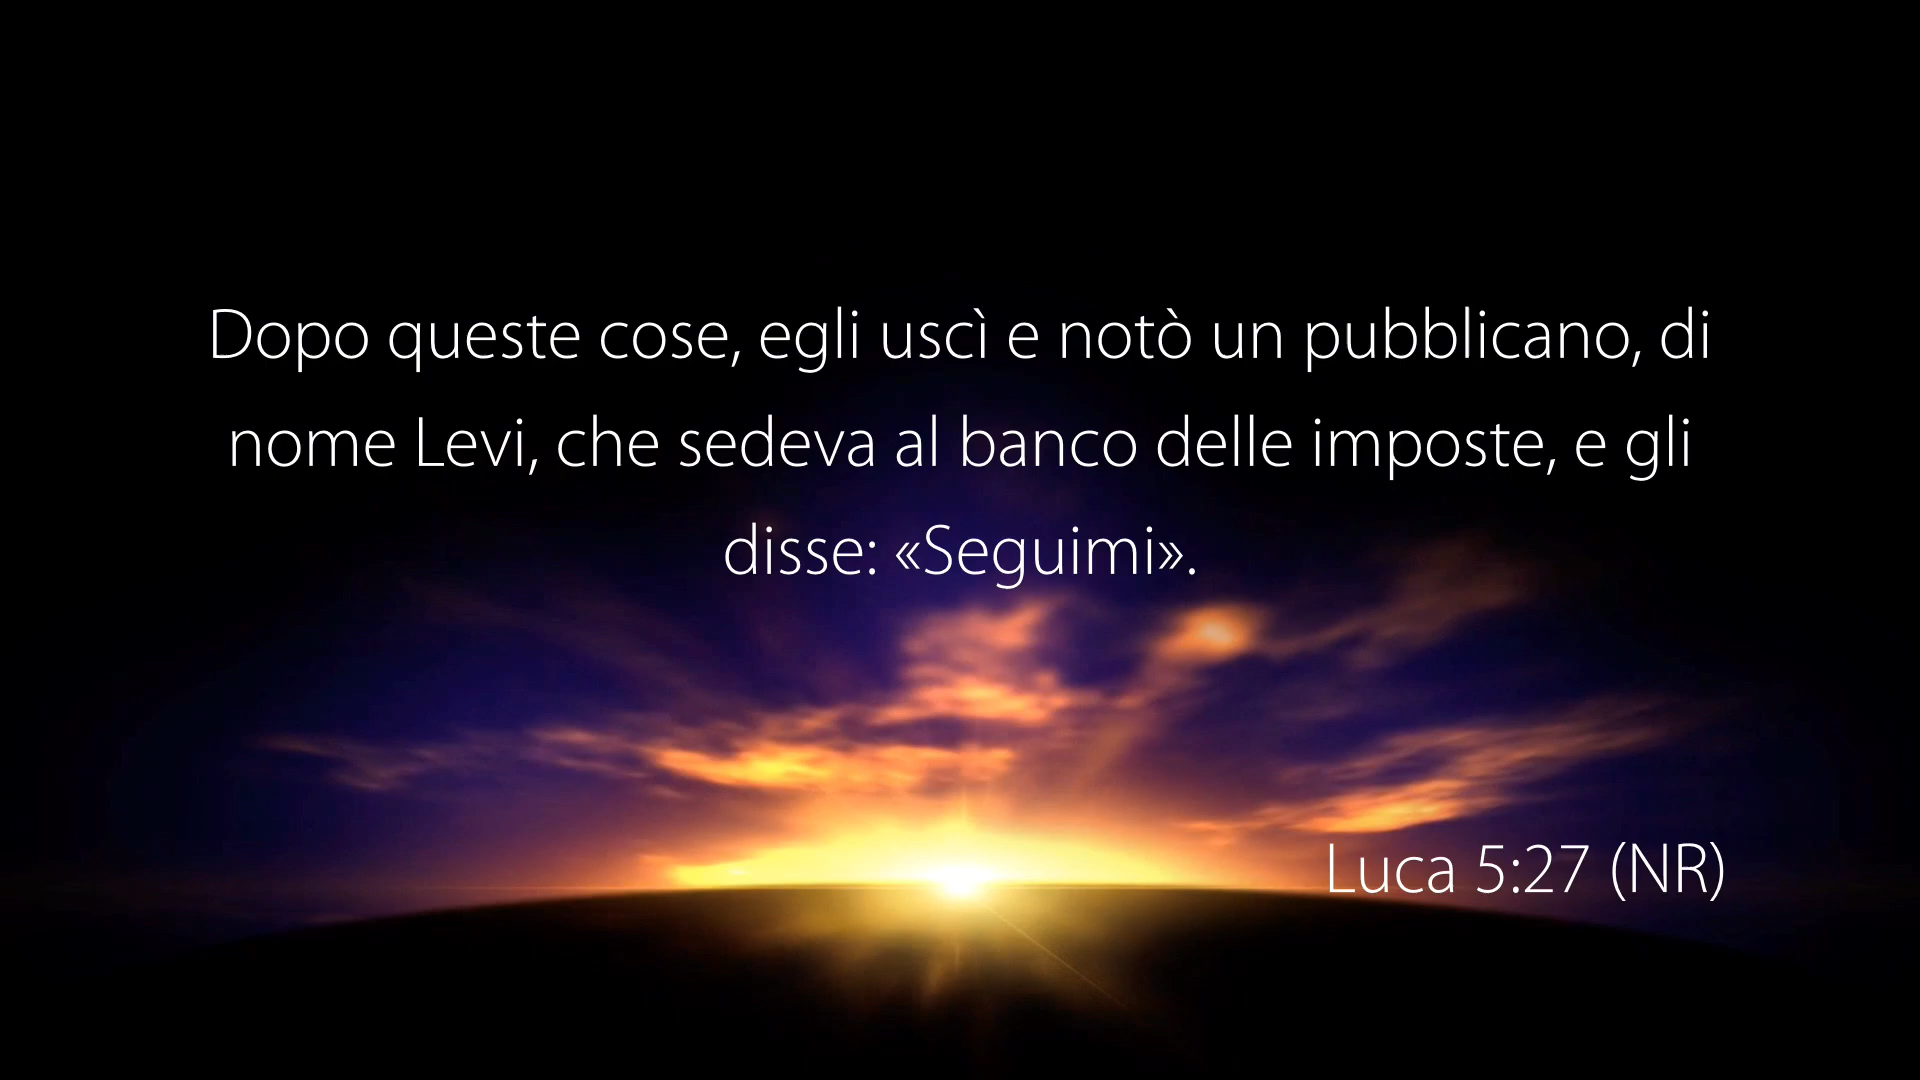 Dopo queste cose, egli uscì e notò un pubblicano, di
nome Levi, che sedeva al banco delle imposte, e gli
disse: «Seguimi».
Luca 5:27 (NR)